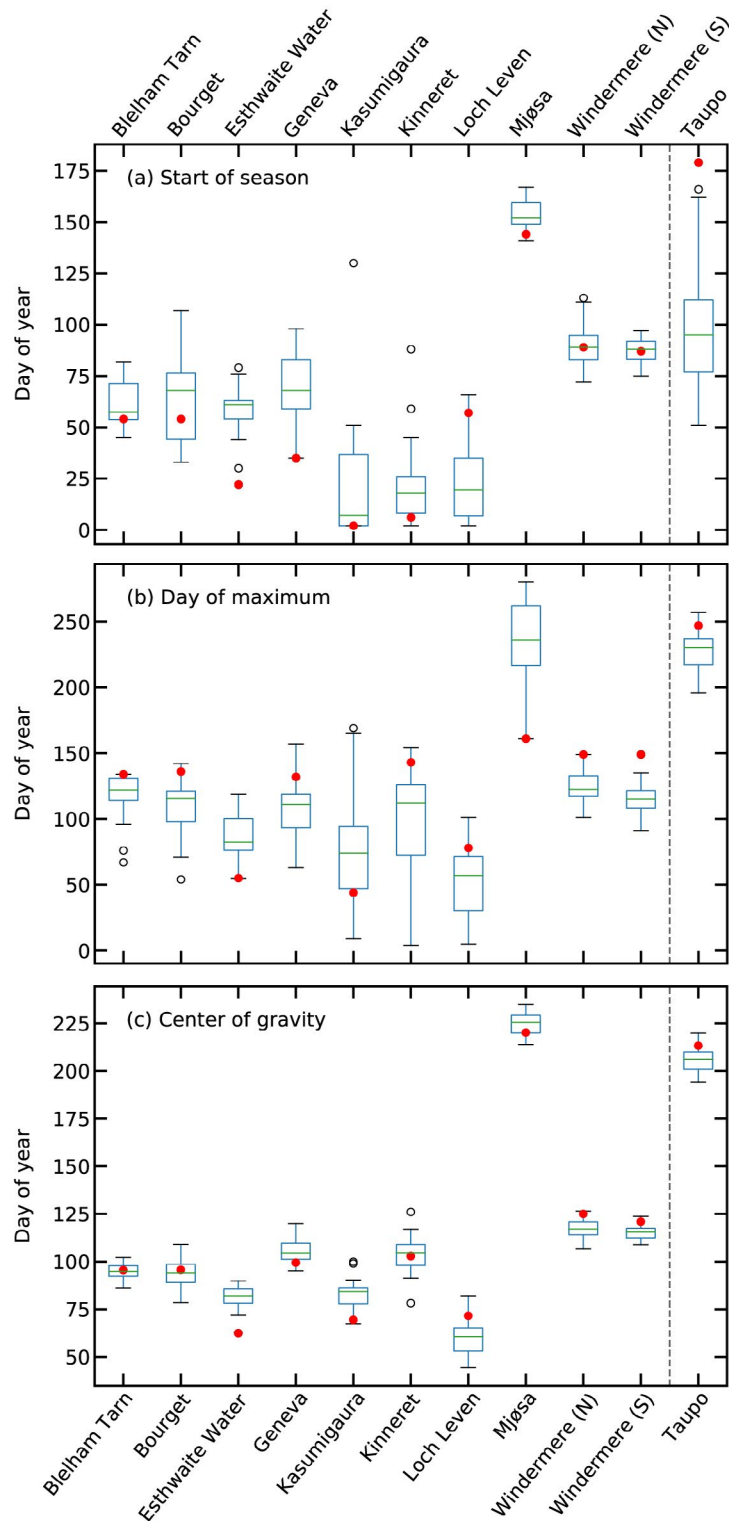 Blelham Tarn
Bourget
Esthwaite Water
Geneva
Kasumigaura
Kinneret
Loch Leven
Mjøsa
Windermere (N)
Windermere (S)
Taupo
(a) Start of season
Day of year
175
150
125
100
75
50
25
0
(b) Day of maximum
Day of year
250
200
150
100
50
0
(c) Center of gravity
Day of year
225
200
175
150
125
100
75
50
Blelham Tarn
Bourget
Esthwaite Water
Geneva
Kasumigaura
Kinneret
Loch Leven
Mjøsa
Windermere (N)
Windermere (S)
Taupo